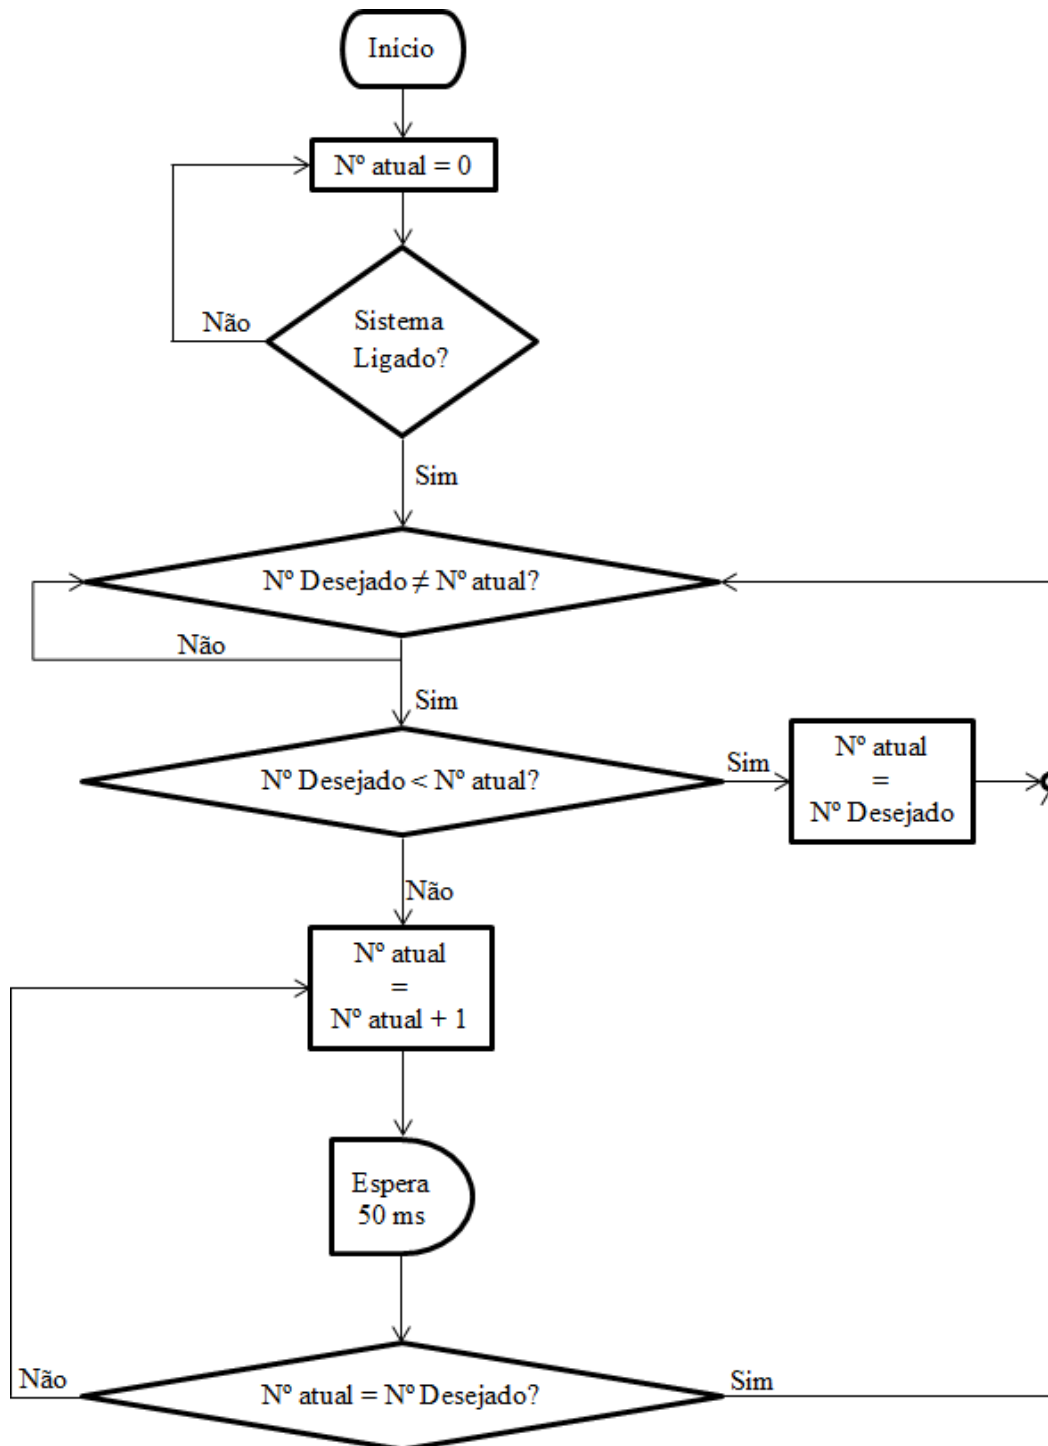 Início
Nº atual = 0
Sistema
Ligado?
Não
Sim
Nº Desejado ≠ Nº atual?
Não
Sim
Nº Desejado < Nº atual?
Sim
Nº atual
=
Nº Desejado
Não
Nº atual
=
Nº atual + 1
Espera
50 ms
Nº atual = Nº Desejado?
Não
Sim